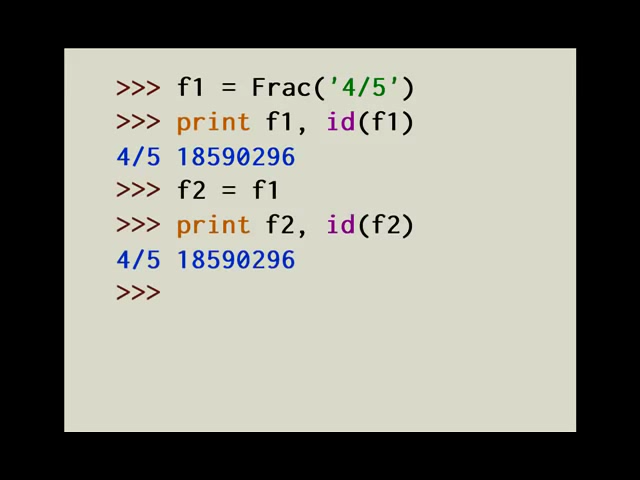 >>> f1 = Frac('4/5')
>>> print f1, id(f1)
4/5 18590296
>>> f2 = f1
>>> print f2, id(f2)
4/5 18590296
>>>